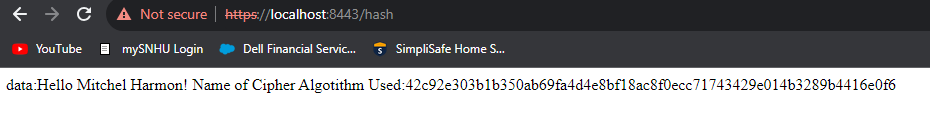 Not secure https://localhost:8443/hash
YouTube mySNHU Login Dell Financial Servic... SimpliSafe Home S...
data:Hello Mitchel Harmon! Name of Cipher Algotithm Used:42c92e303b1b350ab69fa4d4e8bf18ac8f0ecc71743429e014b3289b4416e0f6